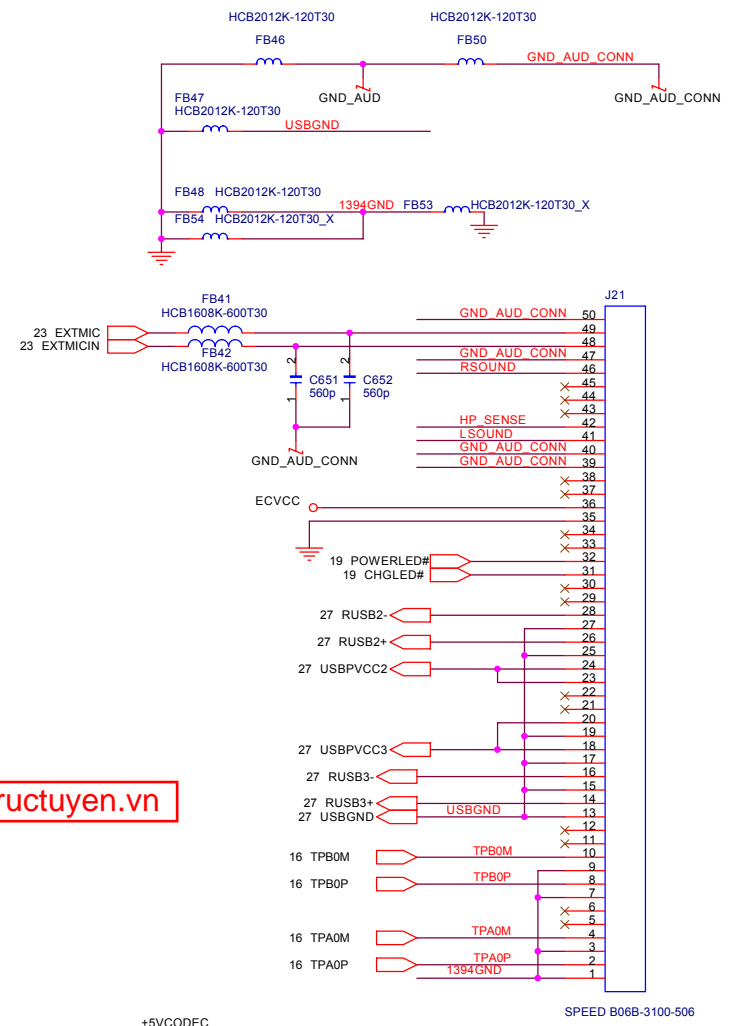 HCB2012K-120T30 HCB2012K-120T30
FB46 FB50
GND_AUD_CONN
GND_AUD GND_AUD_CONN
FB47
HCB2012K-120T30
USBGND
FB48 HCB2012K-120T30
1394GND FB53 HCB2012K-120T30_X
FB54 HCB2012K-120T30_X
J21
FB41
HCB1608K-600T30
GND_AUD_CONN 50
23 EXTMIC 49
23 EXTMICIN 48
FB42
HCB1608K-600T30
GND_AUD_CONN 47
RSOUND 46
2 2
C651 C652
560p 560p
1 1
45
44
43
HP_SENSE 42
LSOUND 41
GND_AUD_CONN 40
GND_AUD_CONN 39
GND_AUD_CONN
38
37
ECVCC 36
35
34
33
19 POWERLED# 32
19 CHGLED# 31
30
29
27 RUSB2- 28
27
27 RUSB2+ 26
25
27 USBPVCC2 24
23
22
21
20
19
27 USBPVCC3 18
17
27 RUSB3- 16
15
27 RUSB3+ 14
27 USBGND USBGND 13
12
11
16 TPB0M TPB0M 10
9
16 TPB0P TPB0P 8
7
6
5
16 TPA0M TPA0M 4
3
16 TPA0P TPA0P 2
1394GND 1
SPEED B06B-3100-506
ructuyen.vn
+5VCODEC